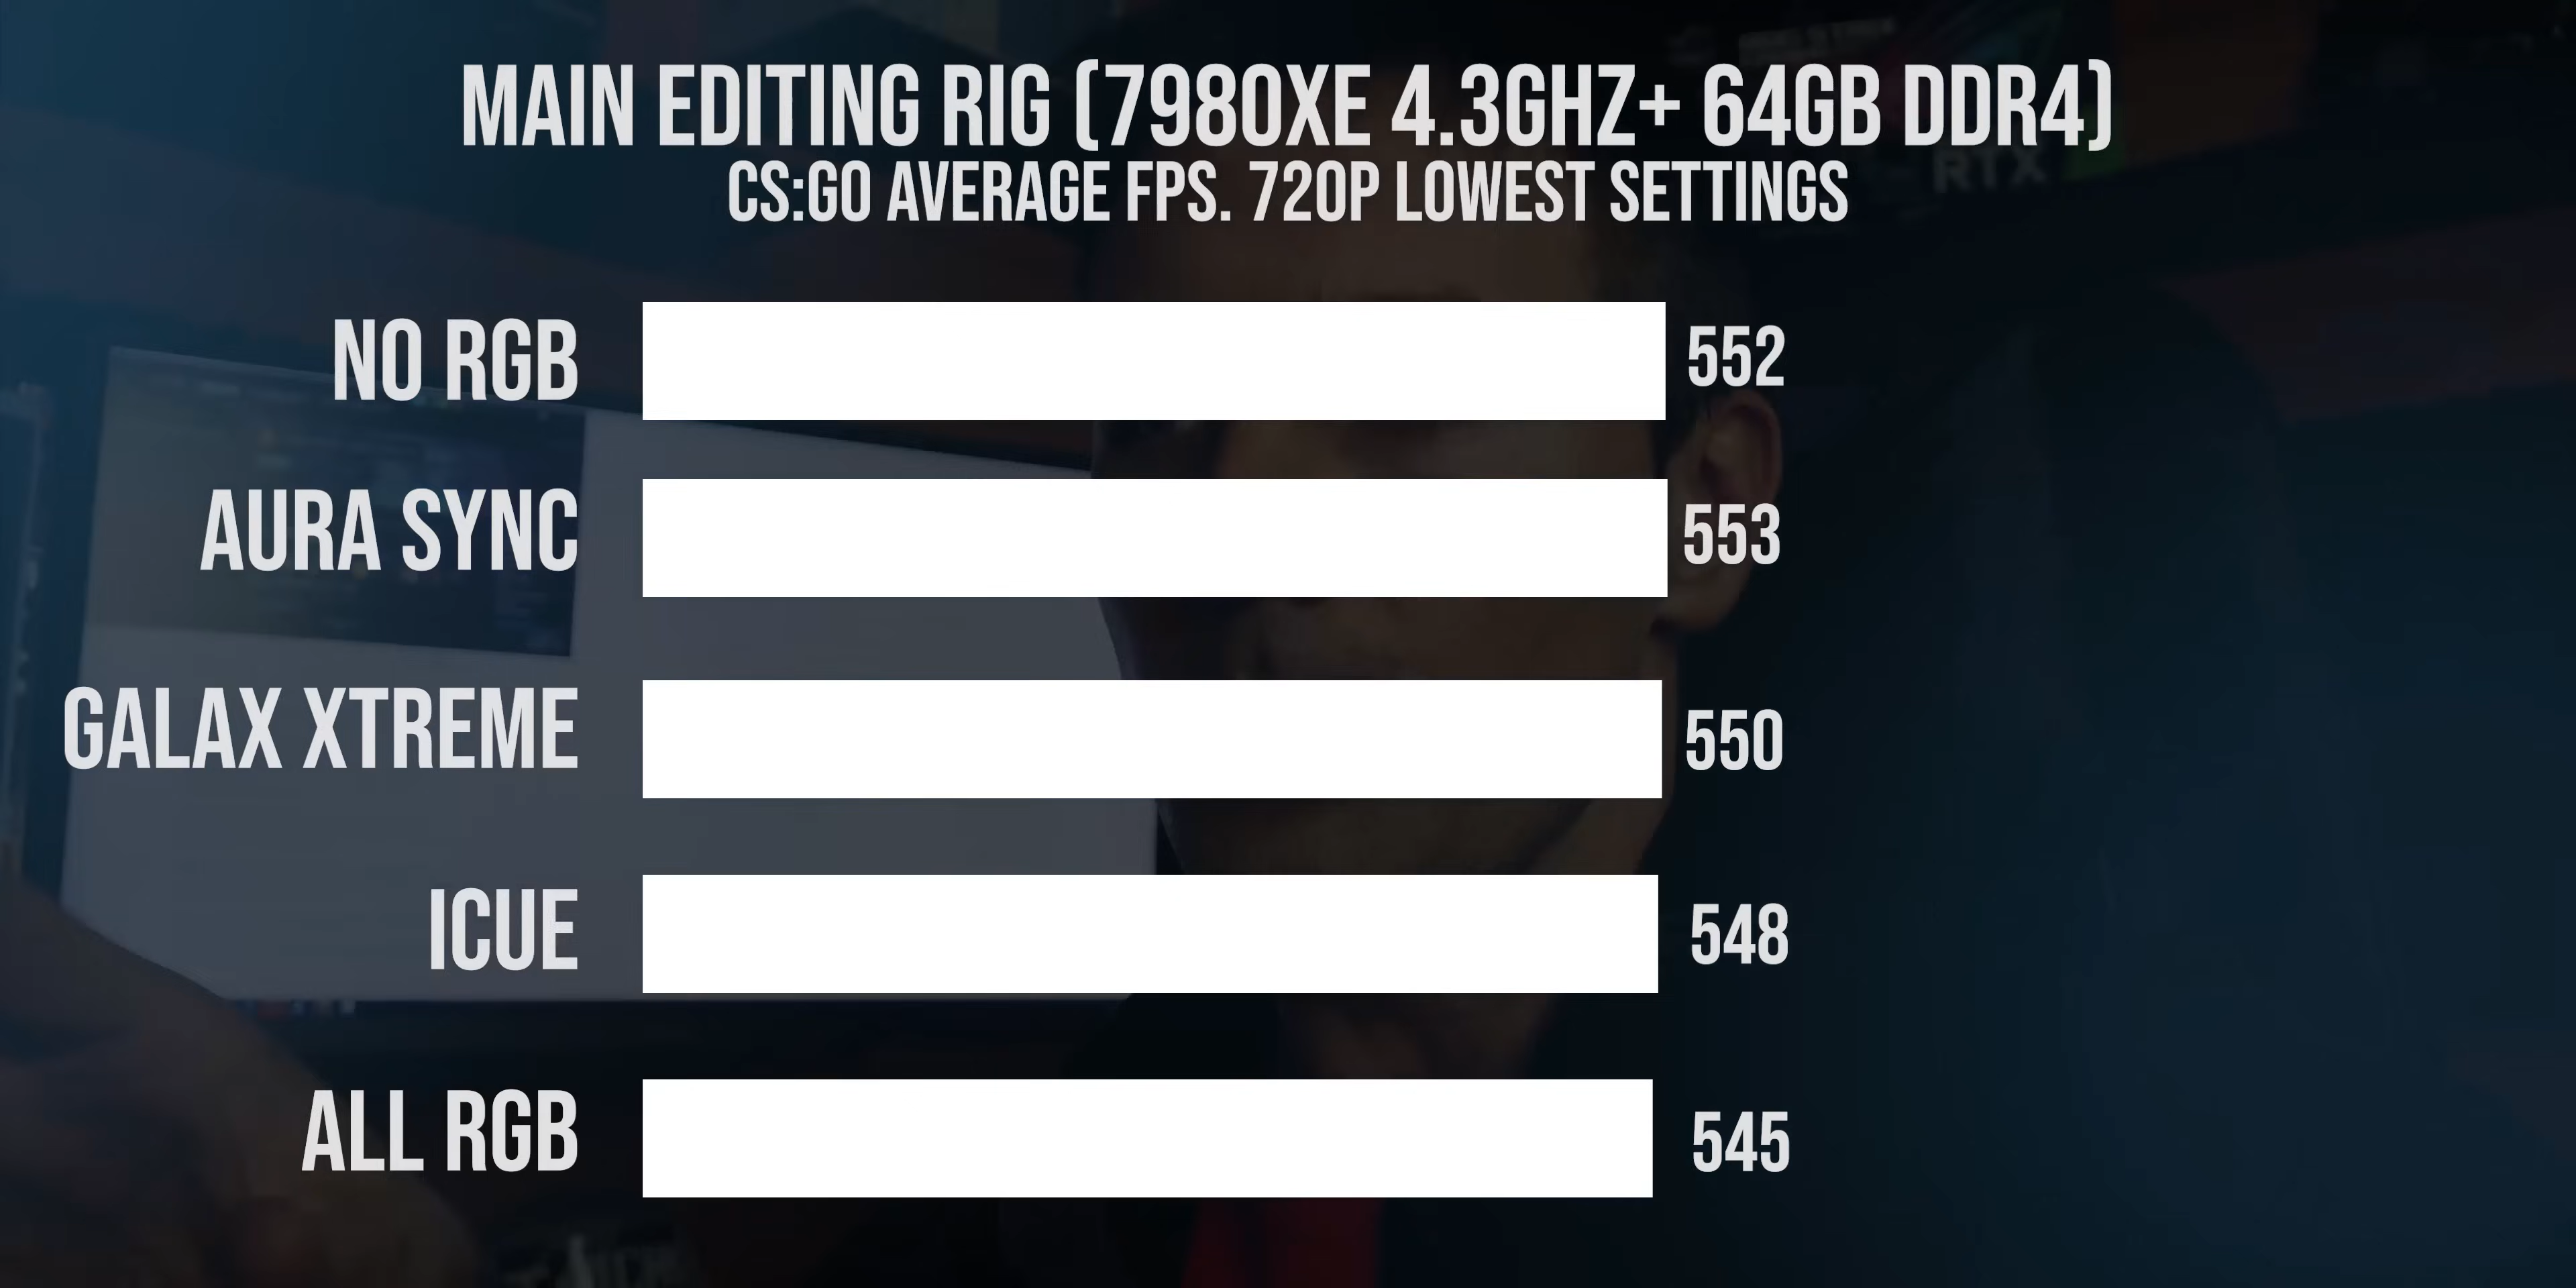 MAIN EDITING RIG (7980XE 4.3GHZ+ 64GB DDR4)
CS:GO AVERAGE FPS. 720P LOWEST SETTINGS
NO RGB 552
AURA SYNC 553
GALAX XTREME 550
ICUE 548
ALL RGB 545
RTX